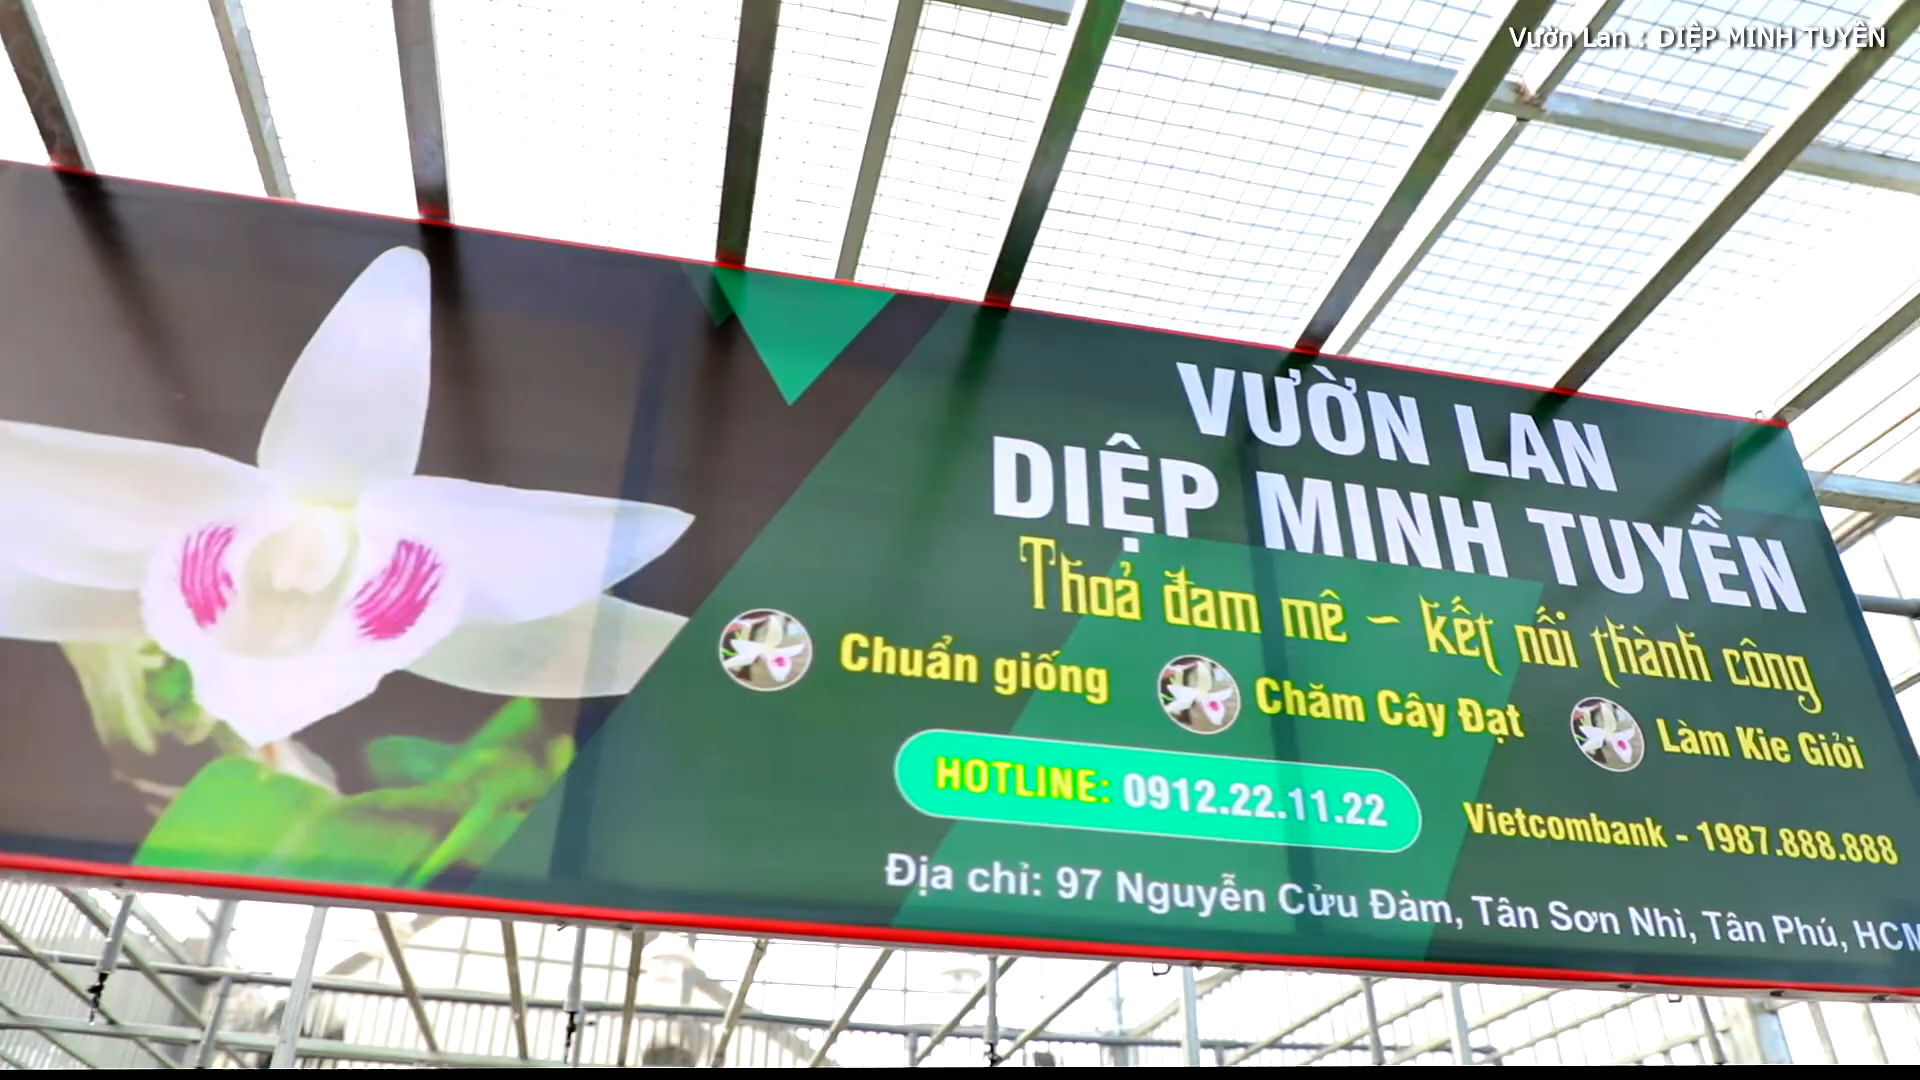 Vườn Lan : DIỆP MINH TUYỀN
VƯỜN LAN
DIỆP MINH TUYỀN
Thoả đam mê - kết nối thành công
Chuẩn giống
Chăm Cây Đạt
Làm Kie Giỏi
HOTLINE: 0912.22.11.22
Vietcombank - 1987.888.888
Địa chỉ: 97 Nguyễn Cửu Đàm, Tân Sơn Nhì, Tân Phú, HCM